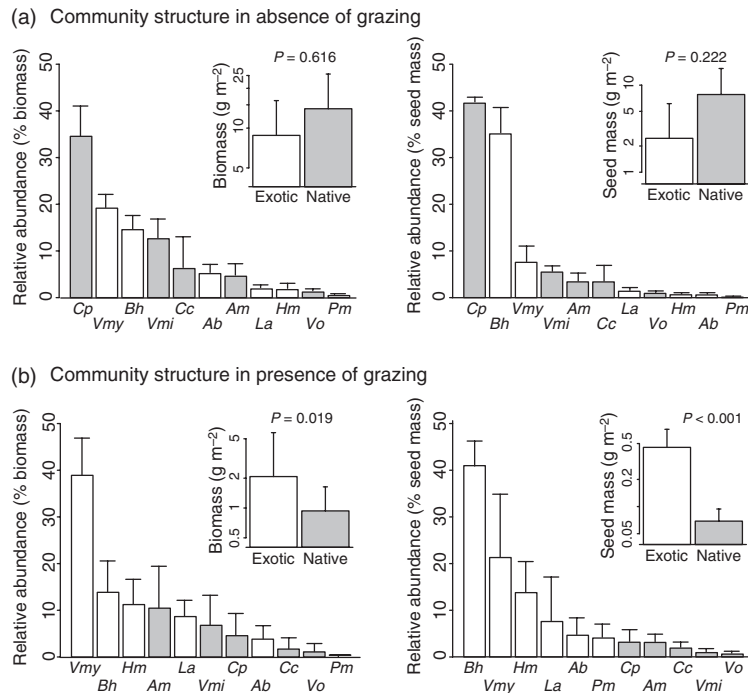 (a) Community structure in absence of grazing
Relative abundance (% biomass)
50
40
30
20
10
0
Cp
Vmy
Bh
Vmi
Cc
Ab
Am
La
Hm
Vo
Pm
P = 0.616
Biomass (g m−2)
25
10
5
Exotic Native
Relative abundance (% seed mass)
50
40
30
20
10
0
Cp
Bh
Vmy
Vmi
Am
Cc
La
Vo
Hm
Ab
Pm
P = 0.222
Seed mass (g m−2)
10
5
2
1
Exotic Native
(b) Community structure in presence of grazing
Relative abundance (% biomass)
50
40
30
20
10
0
Vmy
Bh
Hm
Am
La
Vmi
Cp
Ab
Cc
Vo
Pm
P = 0.019
Biomass (g m−2)
5
2
1
0.5
Exotic Native
Relative abundance (% seed mass)
50
40
30
20
10
0
Bh
Vmy
Hm
La
Ab
Pm
Cp
Am
Cc
Vmi
Vo
P < 0.001
Seed mass (g m−2)
0.5
0.2
0.05
Exotic Native